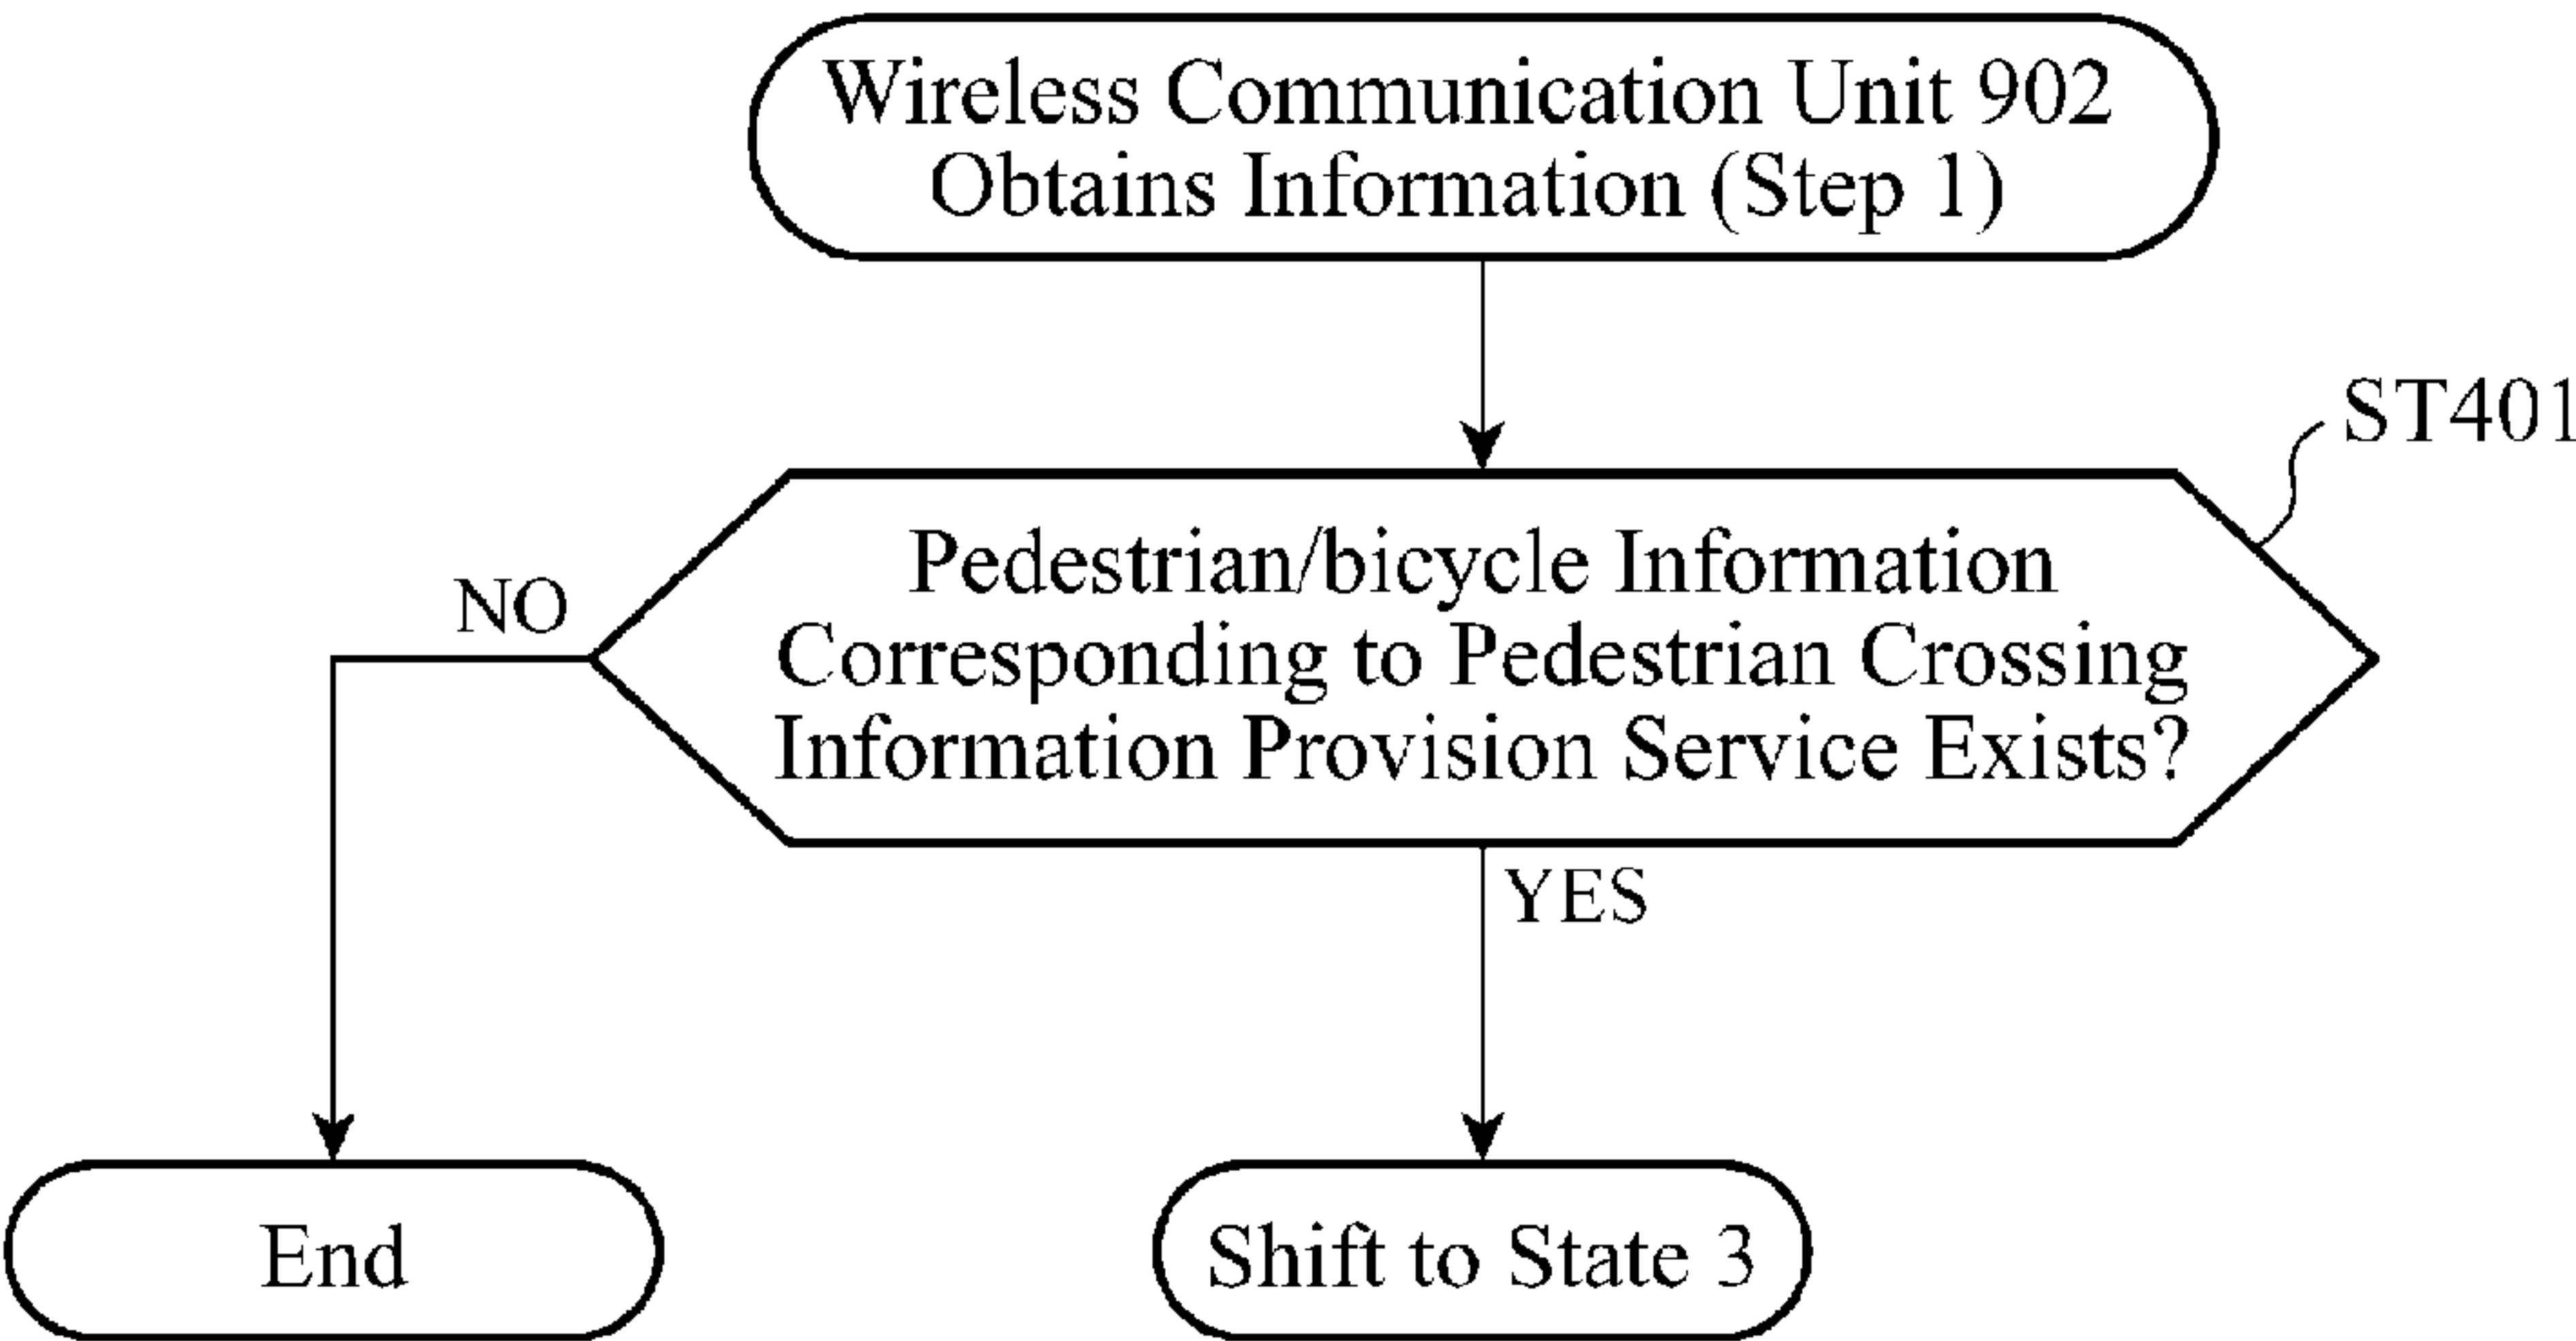 Wireless Communication Unit 902
Obtains Information (Step 1)
ST401
Pedestrian/bicycle Information
Corresponding to Pedestrian Crossing
Information Provision Service Exists?
NO
YES
End
Shift to State 3